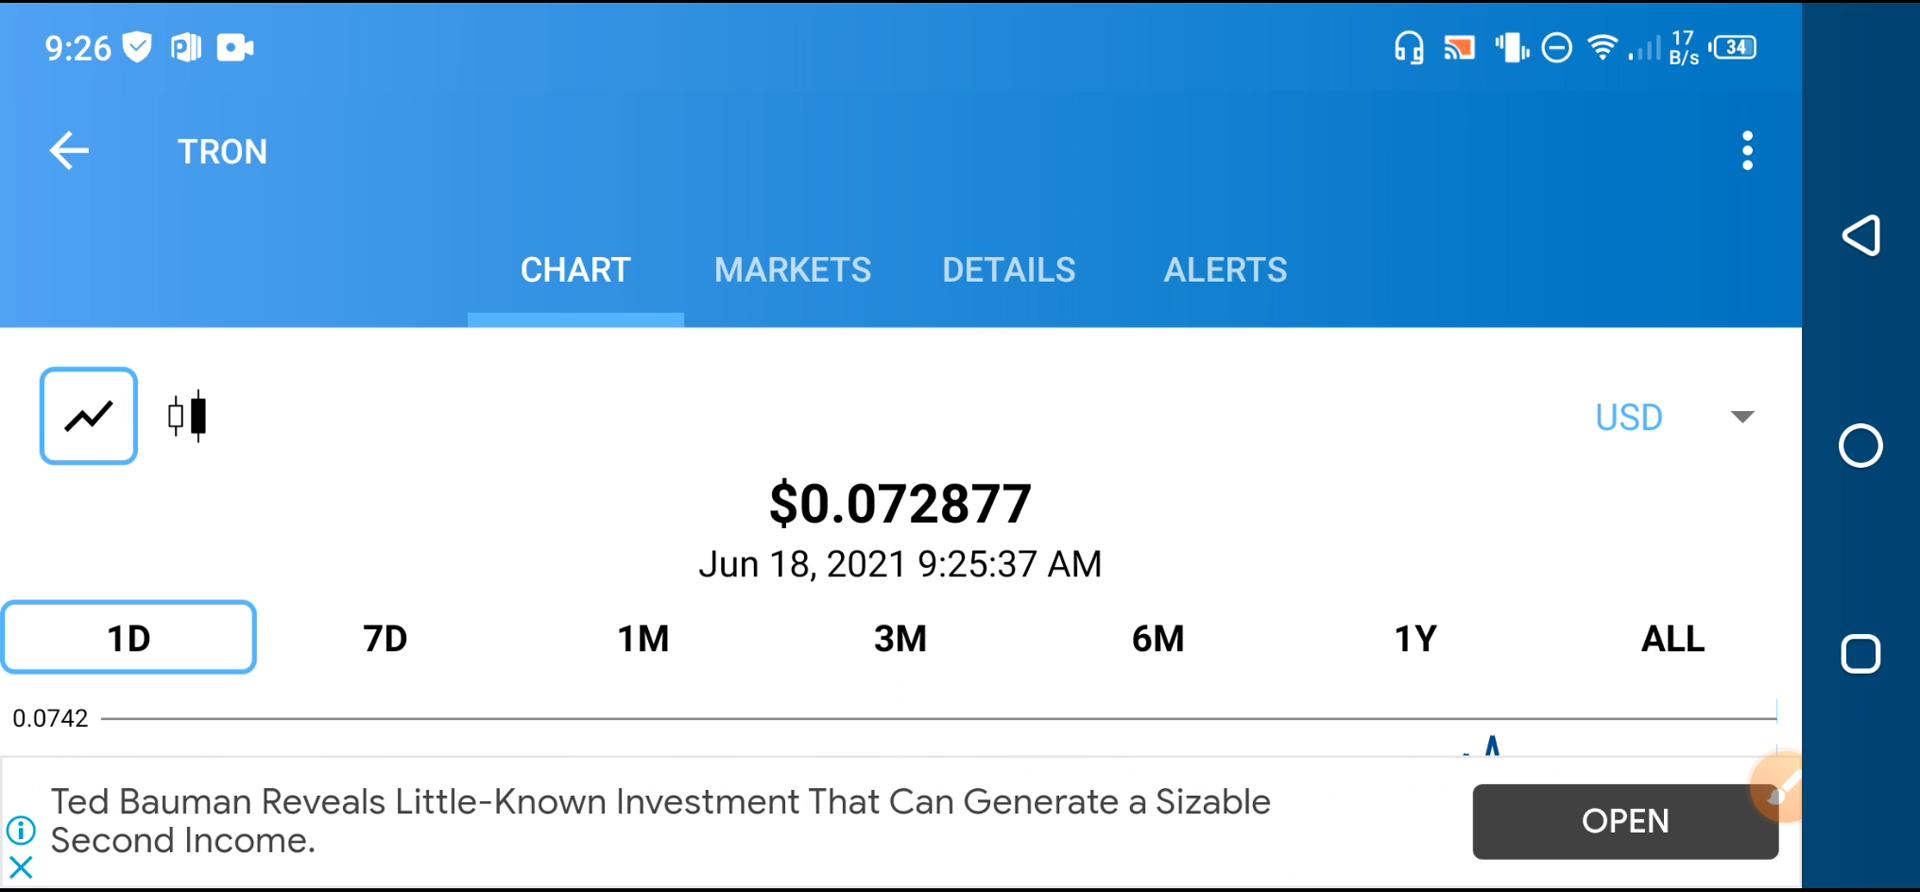 9:26
17
B/s
34
TRON
CHART MARKETS DETAILS ALERTS
USD
$0.072877
Jun 18, 2021 9:25:37 AM
1D 7D 1M 3M 6M 1Y ALL
0.0742
Ted Bauman Reveals Little-Known Investment That Can Generate a Sizable
Second Income.
OPEN